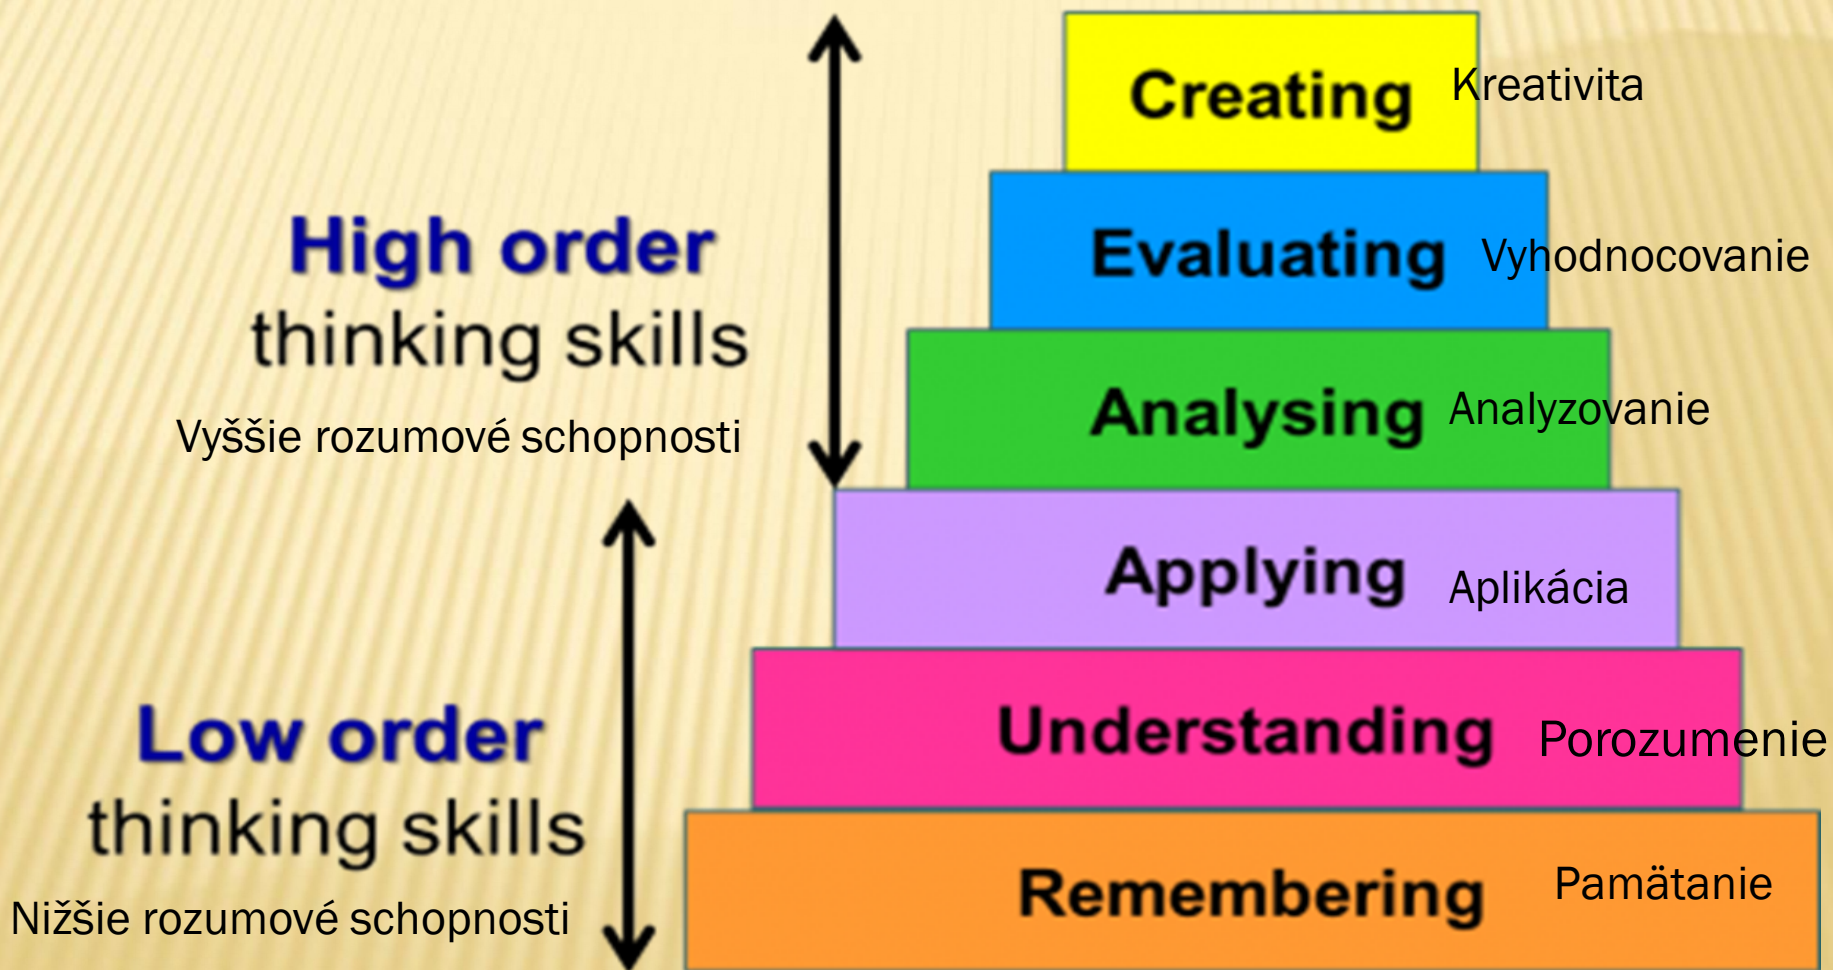 Creating Kreativita
High order
thinking skills
Vyššie rozumové schopnosti
Evaluating Vyhodnocovanie
Analysing Analyzovanie
Applying Aplikácia
Low order
thinking skills
Nižšie rozumové schopnosti
Understanding Porozumenie
Remembering Pamätanie